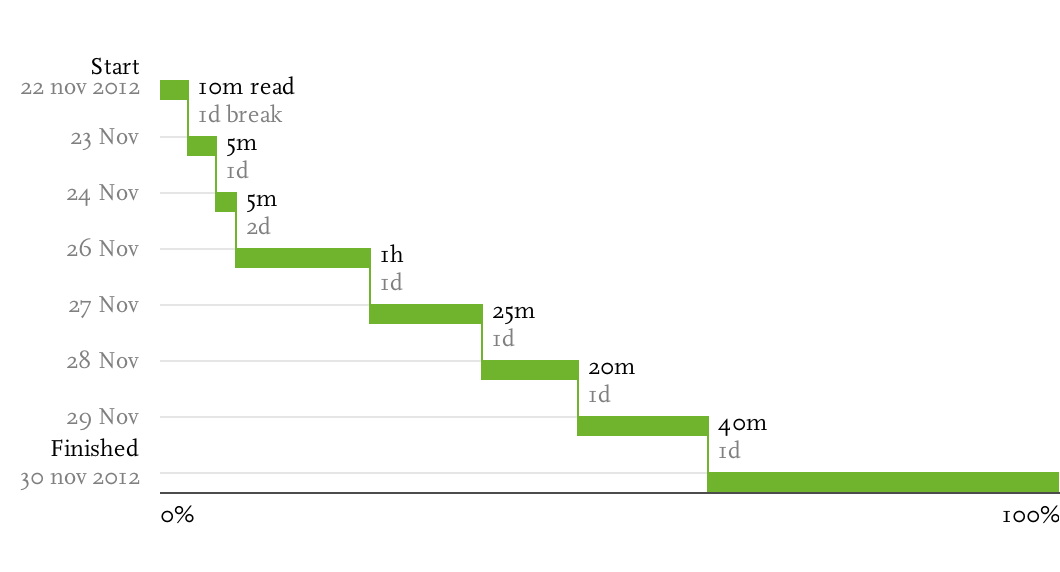 Start
22 nov 2012
10m read
1d break
23 Nov
5m
1d
24 Nov
5m
2d
26 Nov
1h
1d
27 Nov
25m
1d
28 Nov
20m
1d
29 Nov
40m
1d
Finished
30 nov 2012
0%
100%